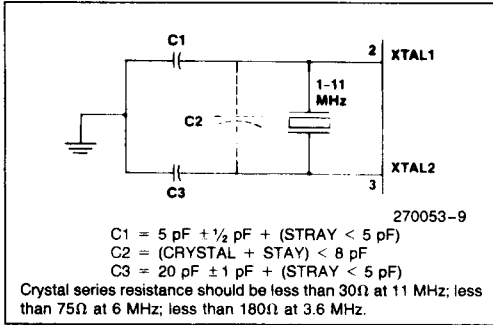 C1
2 XTAL1
1–11
MHz
C2
XTAL2
C3
3
270053–9
C1 = 5 pF ± ½ pF + (STRAY < 5 pF)
C2 = (CRYSTAL + STAY) < 8 pF
C3 = 20 pF ± 1 pF + (STRAY < 5 pF)
Crystal series resistance should be less than 30Ω at 11 MHz; less
than 75Ω at 6 MHz; less than 180Ω at 3.6 MHz.